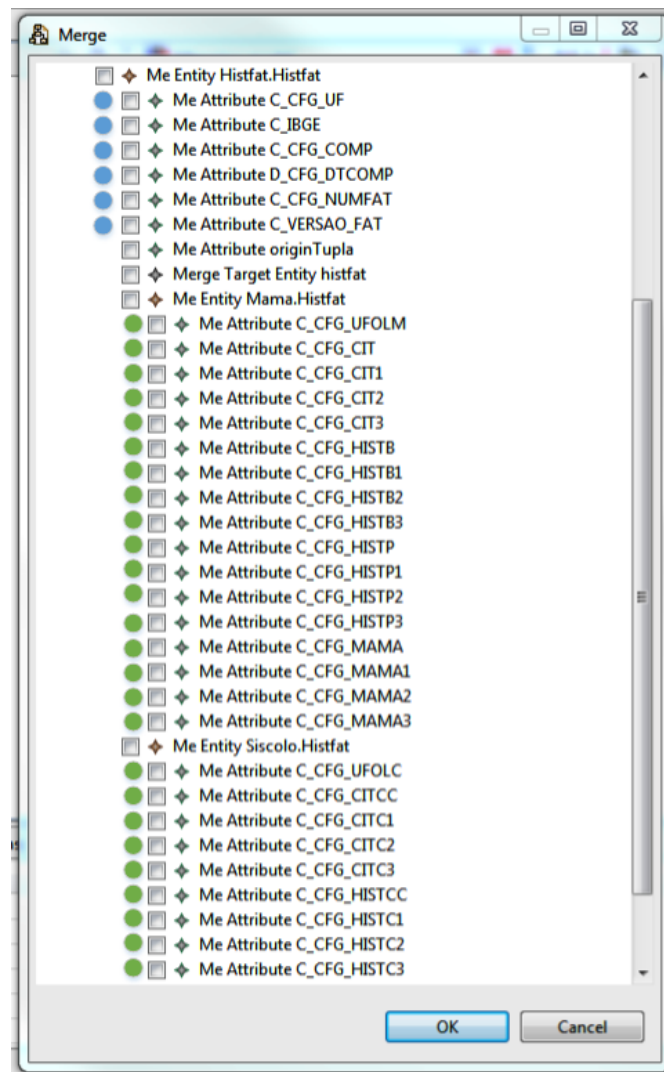 Merge
Me Entity Histfat.Histfat
Me Attribute C_CFG_UF
Me Attribute C_IBGE
Me Attribute C_CFG_COMP
Me Attribute D_CFG_DTCOMP
Me Attribute C_CFG_NUMFAT
Me Attribute C_VERSAO_FAT
Me Attribute originTupla
Merge Target Entity histfat
Me Entity Mama.Histfat
Me Attribute C_CFG_UFOLM
Me Attribute C_CFG_CIT
Me Attribute C_CFG_CIT1
Me Attribute C_CFG_CIT2
Me Attribute C_CFG_CIT3
Me Attribute C_CFG_HISTB
Me Attribute C_CFG_HISTB1
Me Attribute C_CFG_HISTB2
Me Attribute C_CFG_HISTB3
Me Attribute C_CFG_HISTP
Me Attribute C_CFG_HISTP1
Me Attribute C_CFG_HISTP2
Me Attribute C_CFG_HISTP3
Me Attribute C_CFG_MAMA
Me Attribute C_CFG_MAMA1
Me Attribute C_CFG_MAMA2
Me Attribute C_CFG_MAMA3
Me Entity Siscolo.Histfat
Me Attribute C_CFG_UFOLC
Me Attribute C_CFG_CITCC
Me Attribute C_CFG_CITC1
Me Attribute C_CFG_CITC2
Me Attribute C_CFG_CITC3
Me Attribute C_CFG_HISTCC
Me Attribute C_CFG_HISTC1
Me Attribute C_CFG_HISTC2
Me Attribute C_CFG_HISTC3
OK Cancel